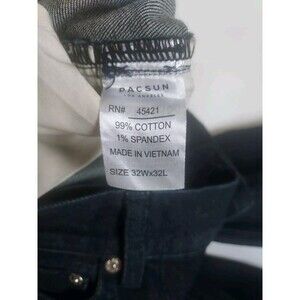 PACSUN
LOS ANGELES
RN# 45421
99% COTTON
1% SPANDEX
MADE IN VIETNAM
SIZE 32Wx32L